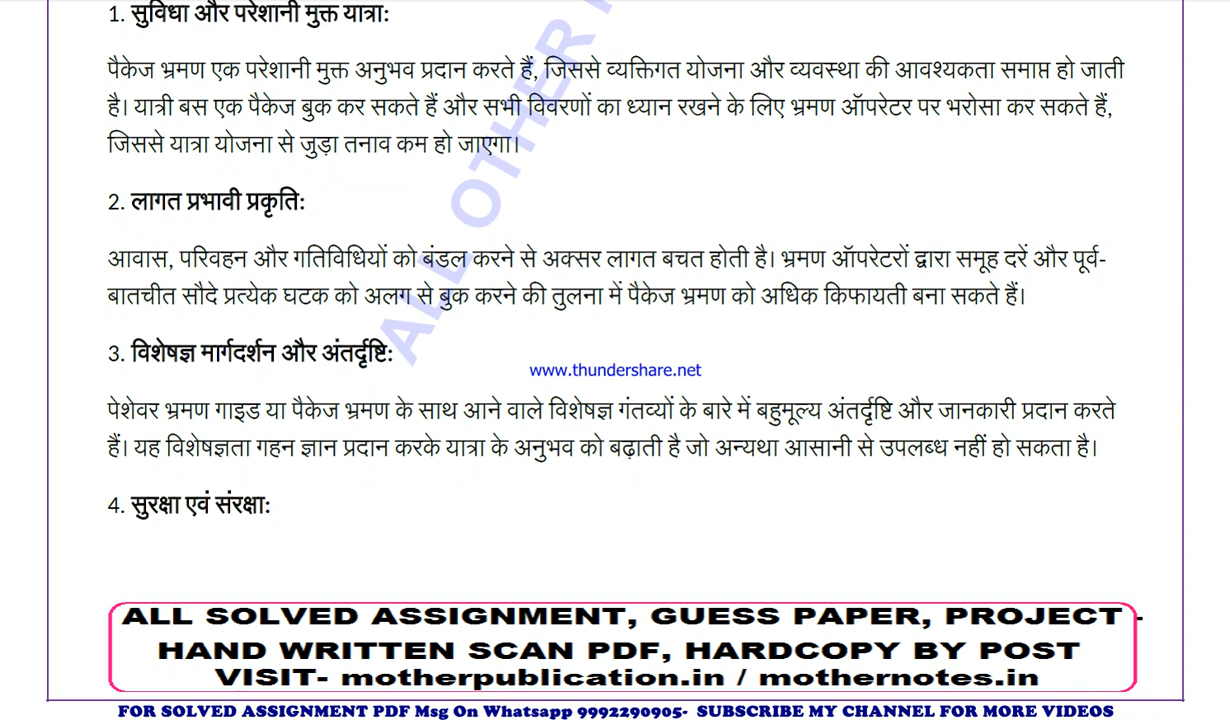 1. सुविधा और परेशानी मुक्त यात्रा:
पैकेज भ्रमण एक परेशानी मुक्त अनुभव प्रदान करते हैं, जिससे व्यक्तिगत योजना और व्यवस्था की आवश्यकता समाप्त हो जाती
है। यात्री बस एक पैकेज बुक कर सकते हैं और सभी विवरणों का ध्यान रखने के लिए भ्रमण ऑपरेटर पर भरोसा कर सकते हैं,
जिससे यात्रा योजना से जुड़ा तनाव कम हो जाएगा।
2. लागत प्रभावी प्रकृति:
आवास, परिवहन और गतिविधियों को बंडल करने से अक्सर लागत बचत होती है। भ्रमण ऑपरेटरों द्वारा समूह दरें और पूर्व-
बातचीत सौदे प्रत्येक घटक को अलग से बुक करने की तुलना में पैकेज भ्रमण को अधिक किफायती बना सकते हैं।
3. विशेषज्ञ मार्गदर्शन और अंतर्दृष्टि:
www.thundershare.net
पेशेवर भ्रमण गाइड या पैकेज भ्रमण के साथ आने वाले विशेषज्ञ गंतव्यों के बारे में बहुमूल्य अंतर्दृष्टि और जानकारी प्रदान करते
हैं। यह विशेषज्ञता गहन ज्ञान प्रदान करके यात्रा के अनुभव को बढ़ाती है जो अन्यथा आसानी से उपलब्ध नहीं हो सकता है।
4. सुरक्षा एवं संरक्षा:
ALL OTHER
ALL SOLVED ASSIGNMENT, GUESS PAPER, PROJECT -
HAND WRITTEN SCAN PDF, HARDCOPY BY POST
VISIT- motherpublication.in / mothernotes.in
FOR SOLVED ASSIGNMENT PDF Msg On Whatsapp 9992290905- SUBSCRIBE MY CHANNEL FOR MORE VIDEOS